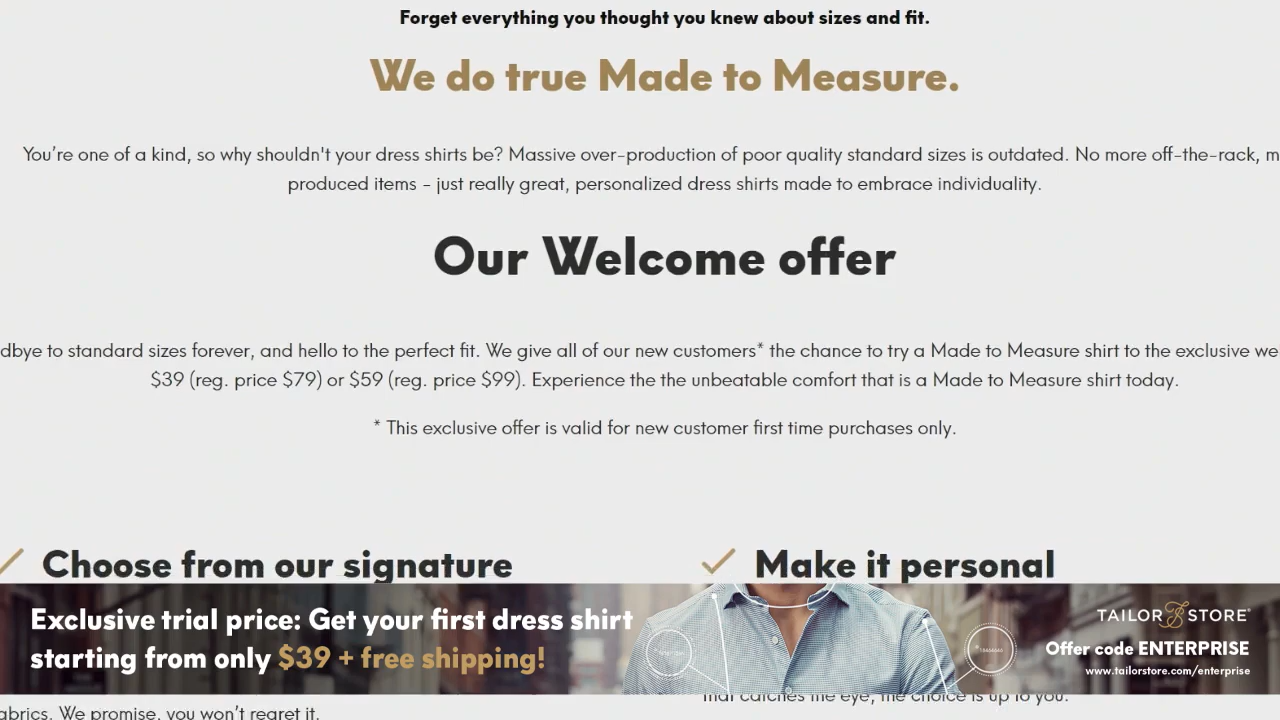 Forget everything you thought you knew about sizes and fit.
We do true Made to Measure.
You're one of a kind, so why shouldn't your dress shirts be? Massive over-production of poor quality standard sizes is outdated. No more off-the-rack, m
produced items - just really great, personalized dress shirts made to embrace individuality.
Our Welcome offer
dbye to standard sizes forever, and hello to the perfect fit. We give all of our new customers* the chance to try a Made to Measure shirt to the exclusive we
$39 (reg. price $79) or $59 (reg. price $99). Experience the the unbeatable comfort that is a Made to Measure shirt today.
* This exclusive offer is valid for new customer first time purchases only.
Choose from our signature
Make it personal
Exclusive trial price: Get your first dress shirt
starting from only $39 + free shipping!
TAILOR STORE
Offer code ENTERPRISE
www.tailorstore.com/enterprise
that catches the eye, the choice is up to you.
abrics. We promise, you won't regret it.